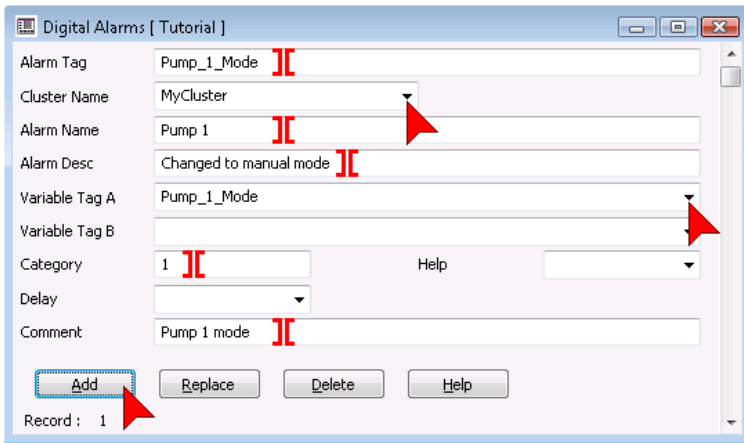 Digital Alarms [ Tutorial ]
Alarm Tag Pump_1_Mode
Cluster Name MyCluster
Alarm Name Pump 1
Alarm Desc Changed to manual mode
Variable Tag A Pump_1_Mode
Variable Tag B
Category 1 Help
Delay
Comment Pump 1 mode
Add Replace Delete Help
Record : 1